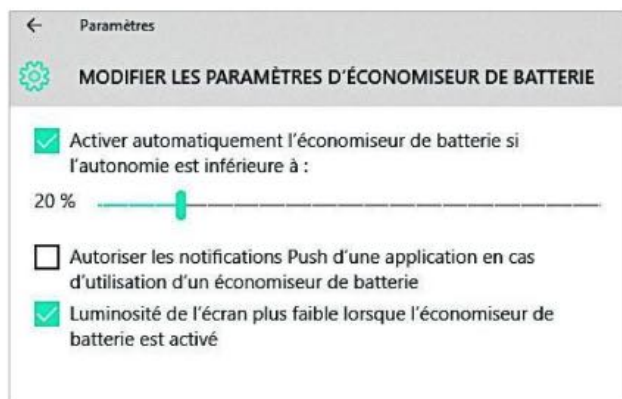 Paramètres
MODIFIER LES PARAMÈTRES D'ÉCONOMISEUR DE BATTERIE
Activer automatiquement l'économiseur de batterie si
l'autonomie est inférieure à :
20 %
Autoriser les notifications Push d'une application en cas
d'utilisation d'un économiseur de batterie
Luminosité de l'écran plus faible lorsque l'économiseur de
batterie est activé